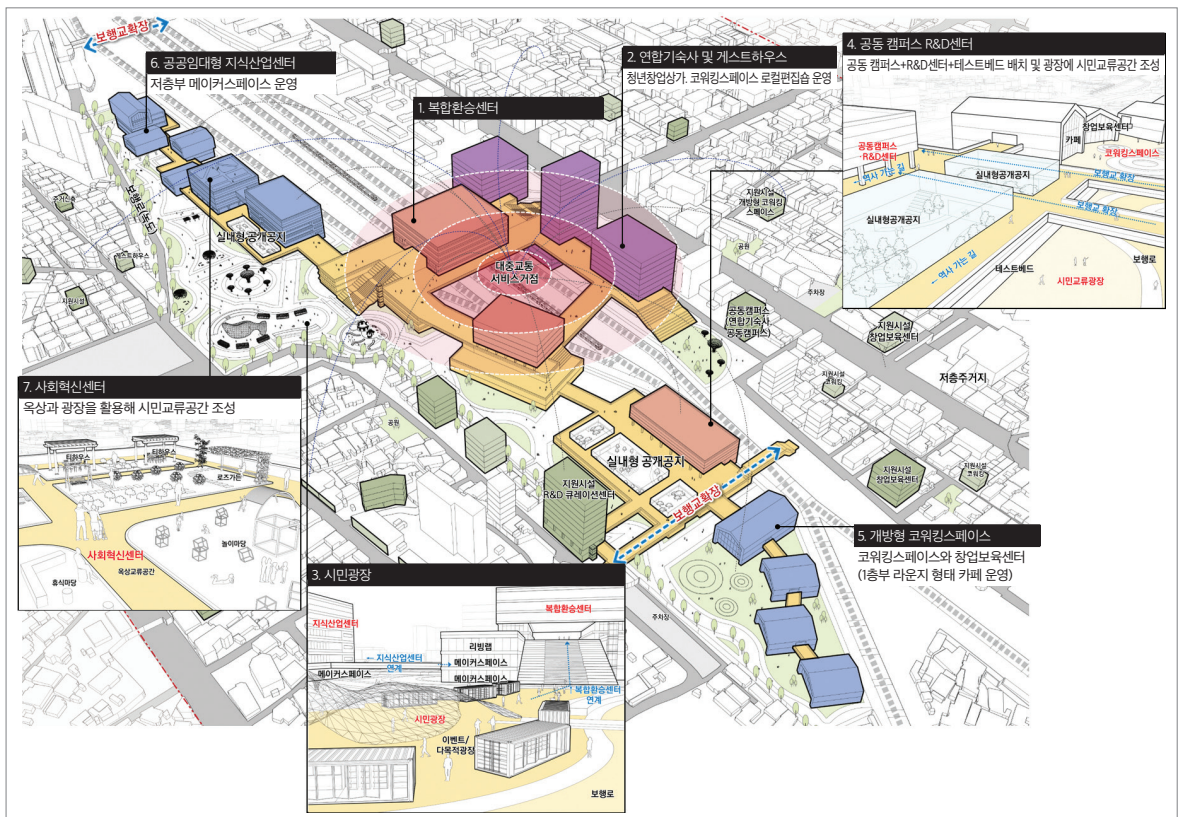 보행교확장
6. 공공임대형 지식산업센터
저층부 메이커스페이스 운영
2. 연합기숙사 및 게스트하우스
청년창업상가. 코워킹스페이스 로컬편집숍 운영
1. 복합환승센터
4. 공동 캠퍼스 R&D센터
공동 캠퍼스+R&D센터+테스트베드 배치 및 광장에 시민교류공간 조성
창업보육센터
카페
공동캠퍼스
R&D센터
코워킹스페이스
← 역사 가는 길
실내형공개공지
보행교 확장
보행교 확장
실내형공개공지
← 역사 가는 길
테스트베드
보행로
시민교류광장
보행로
게스트하우스
지원시설
실내형 공개공지
대중교통
서비스거점
지원시설
개방형 코워킹
스페이스
공원
주차장
공동캠퍼스
(연합기숙사
공동캠퍼스)
지원시설/
창업보육센터
저층주거지
지원시설
코워킹
지원시설
창업보육센터
지원시설
코워킹
7. 사회혁신센터
옥상과 광장을 활용해 시민교류공간 조성
티하우스
티하우스
로즈가든
놀이마당
사회혁신센터
옥상교류공간
휴식마당
공원
실내형 공개공지
지원시설
R&D 큐레이션센터
보행교확장
5. 개방형 코워킹스페이스
코워킹스페이스와 창업보육센터
(1층부 라운지 형태 카페 운영)
주차장
3. 시민광장
복합환승센터
지식산업센터
리빙랩
← 지식산업센터
연계
메이커스페이스
메이커스페이스
메이커스페이스
복합환승센터
연계
시민광장
이벤트/
다목적광장
보행로